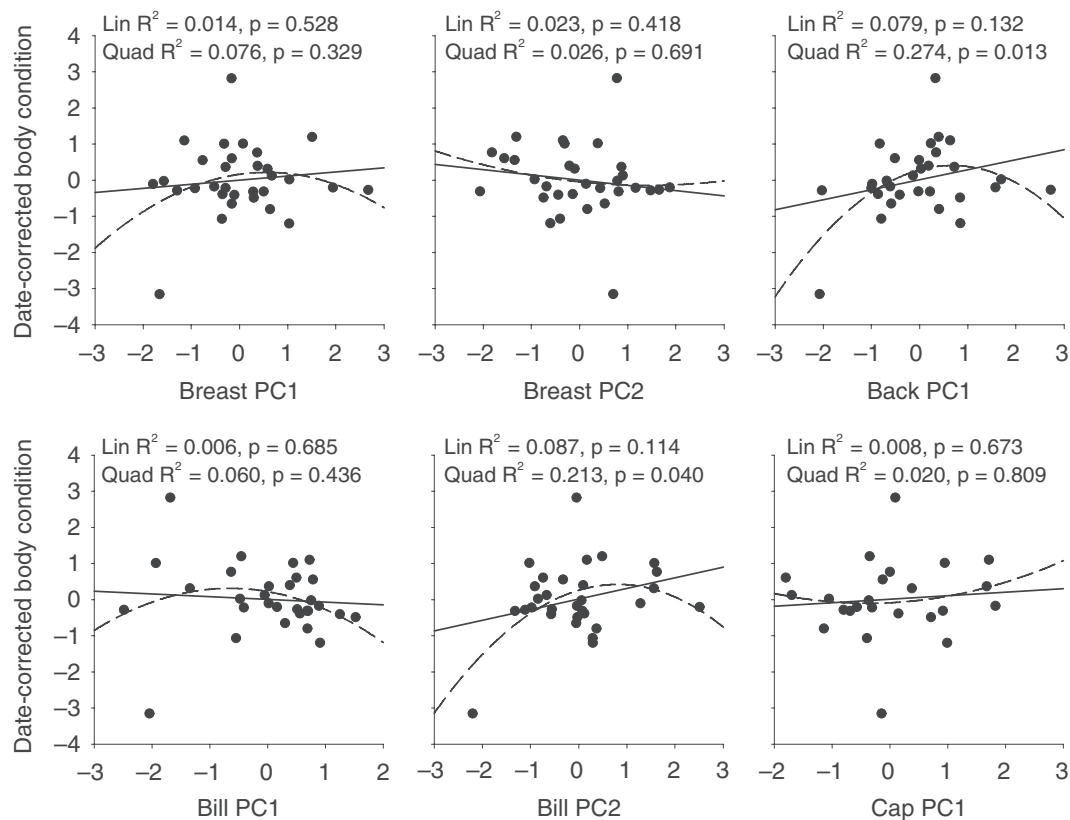 Lin R² = 0.014, p = 0.528
Quad R² = 0.076, p = 0.329
Lin R² = 0.023, p = 0.418
Quad R² = 0.026, p = 0.691
Lin R² = 0.079, p = 0.132
Quad R² = 0.274, p = 0.013
Date-corrected body condition
4
3
2
1
0
–1
–2
–3
–4
–3 –2 –1 0 1 2 3
–3 –2 –1 0 1 2 3
–3 –2 –1 0 1 2 3
Breast PC1
Breast PC2
Back PC1
Lin R² = 0.006, p = 0.685
Quad R² = 0.060, p = 0.436
Lin R² = 0.087, p = 0.114
Quad R² = 0.213, p = 0.040
Lin R² = 0.008, p = 0.673
Quad R² = 0.020, p = 0.809
Date-corrected body condition
4
3
2
1
0
–1
–2
–3
–4
–3 –2 –1 0 1 2
–3 –2 –1 0 1 2 3
–2 –1 0 1 2 3
Bill PC1
Bill PC2
Cap PC1